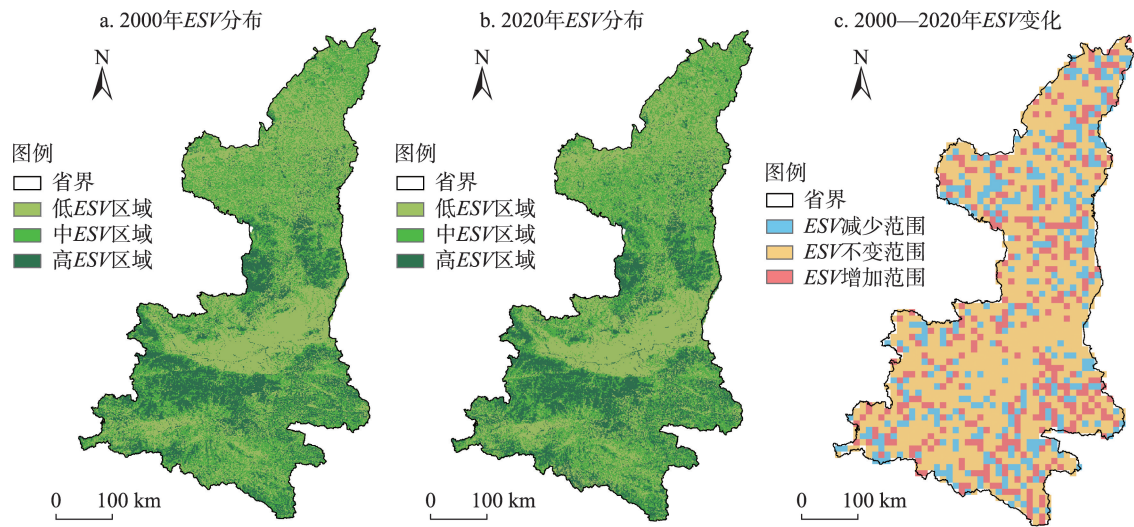 a. 2000年ESV分布
N
图例
省界
低ESV区域
中ESV区域
高ESV区域
0 100 km
b. 2020年ESV分布
N
图例
省界
低ESV区域
中ESV区域
高ESV区域
0 100 km
c. 2000—2020年ESV变化
N
图例
省界
ESV减少范围
ESV不变范围
ESV增加范围
0 100 km